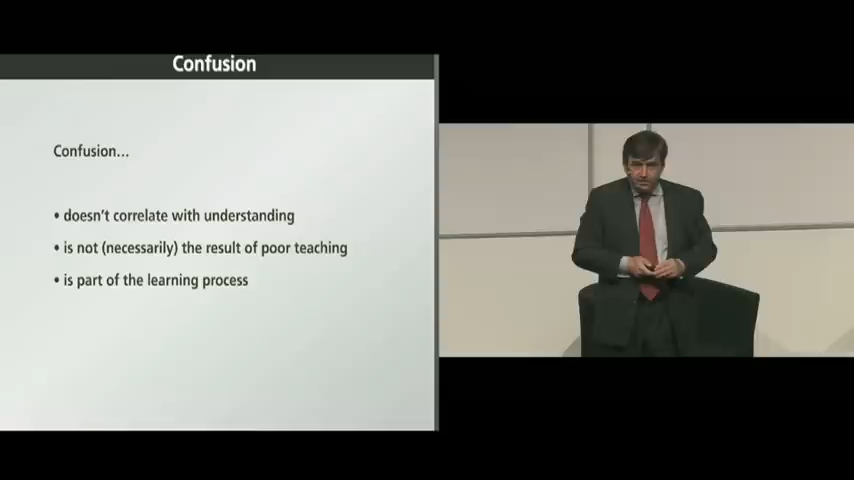 Confusion
Confusion...
• doesn't correlate with understanding
• is not (necessarily) the result of poor teaching
• is part of the learning process